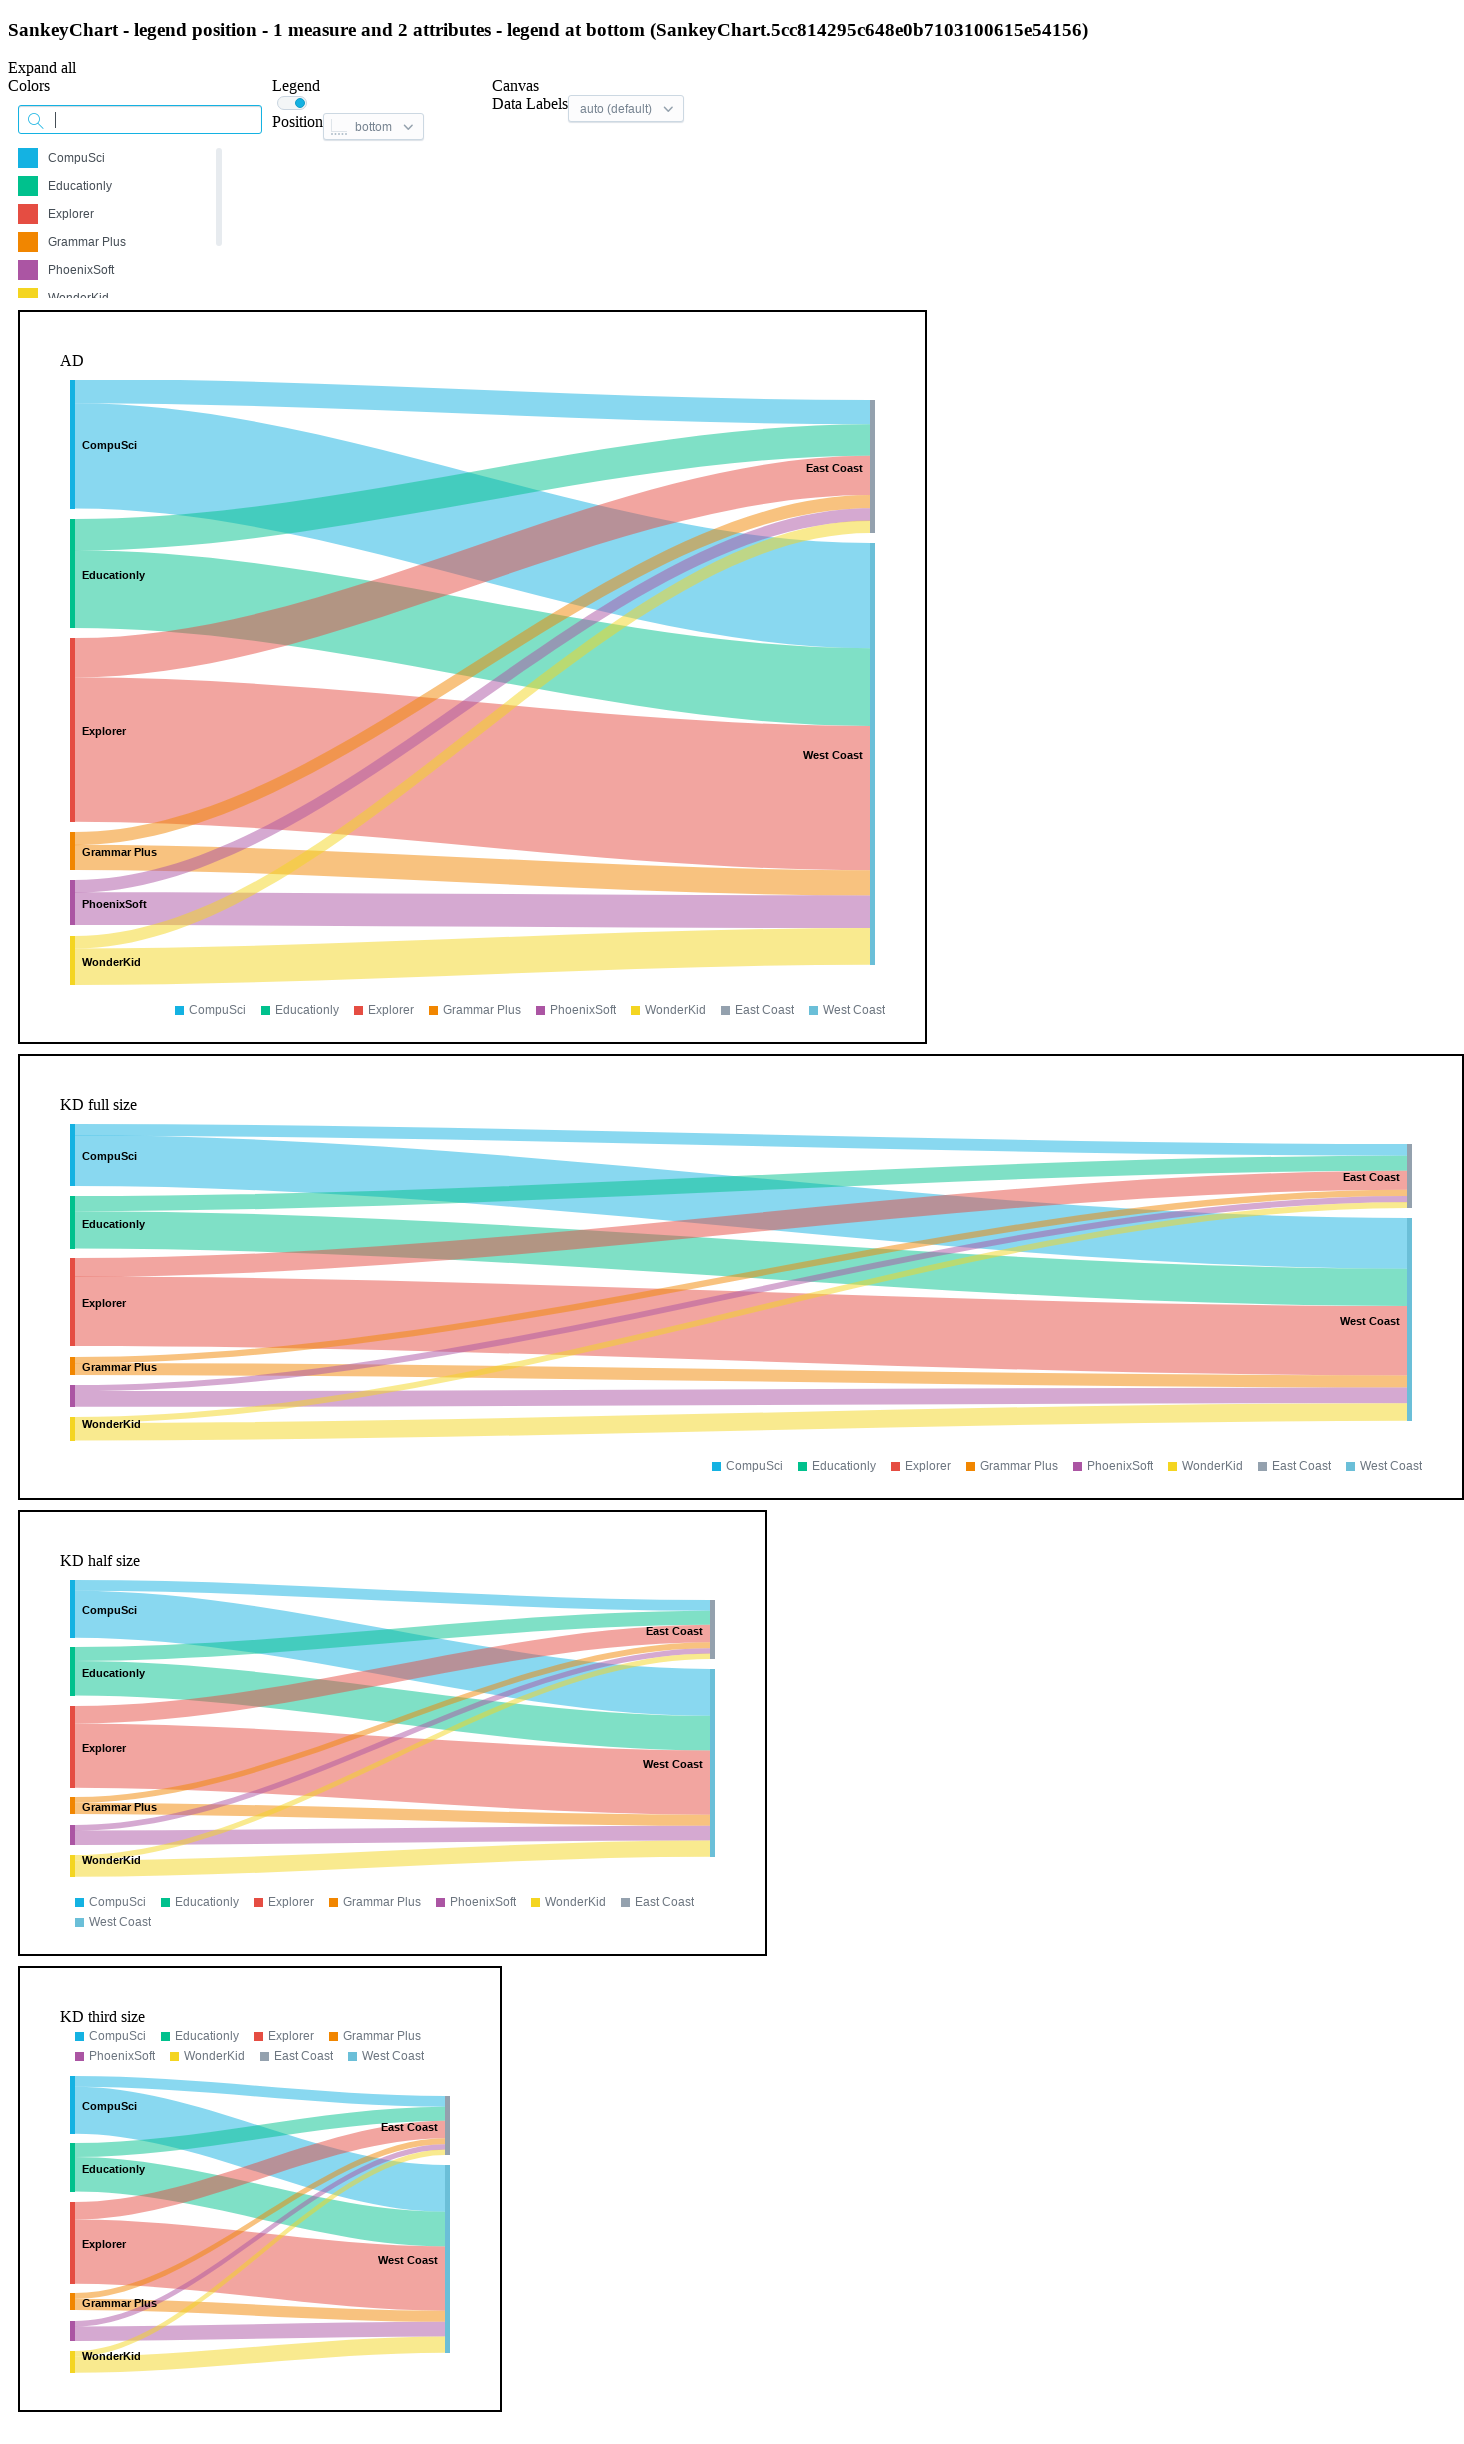 SankeyChart - legend position - 1 measure and 2 attributes - legend at bottom (SankeyChart.5cc814295c648e0b7103100615e54156)
Expand all
Colors
Legend
Canvas
Data Labels
auto (default)
Position
bottom
CompuSci
Educationly
Explorer
Grammar Plus
PhoenixSoft
WonderKid
AD
CompuSci
East Coast
Educationly
Explorer
West Coast
Grammar Plus
PhoenixSoft
WonderKid
CompuSci Educationly Explorer Grammar Plus PhoenixSoft WonderKid East Coast West Coast
KD full size
CompuSci
East Coast
Educationly
Explorer
West Coast
Grammar Plus
WonderKid
CompuSci Educationly Explorer Grammar Plus PhoenixSoft WonderKid East Coast West Coast
KD half size
CompuSci
East Coast
Educationly
Explorer
West Coast
Grammar Plus
WonderKid
CompuSci Educationly Explorer Grammar Plus PhoenixSoft WonderKid East Coast
West Coast
KD third size
CompuSci Educationly Explorer Grammar Plus
PhoenixSoft WonderKid East Coast West Coast
CompuSci
East Coast
Educationly
Explorer
West Coast
Grammar Plus
WonderKid